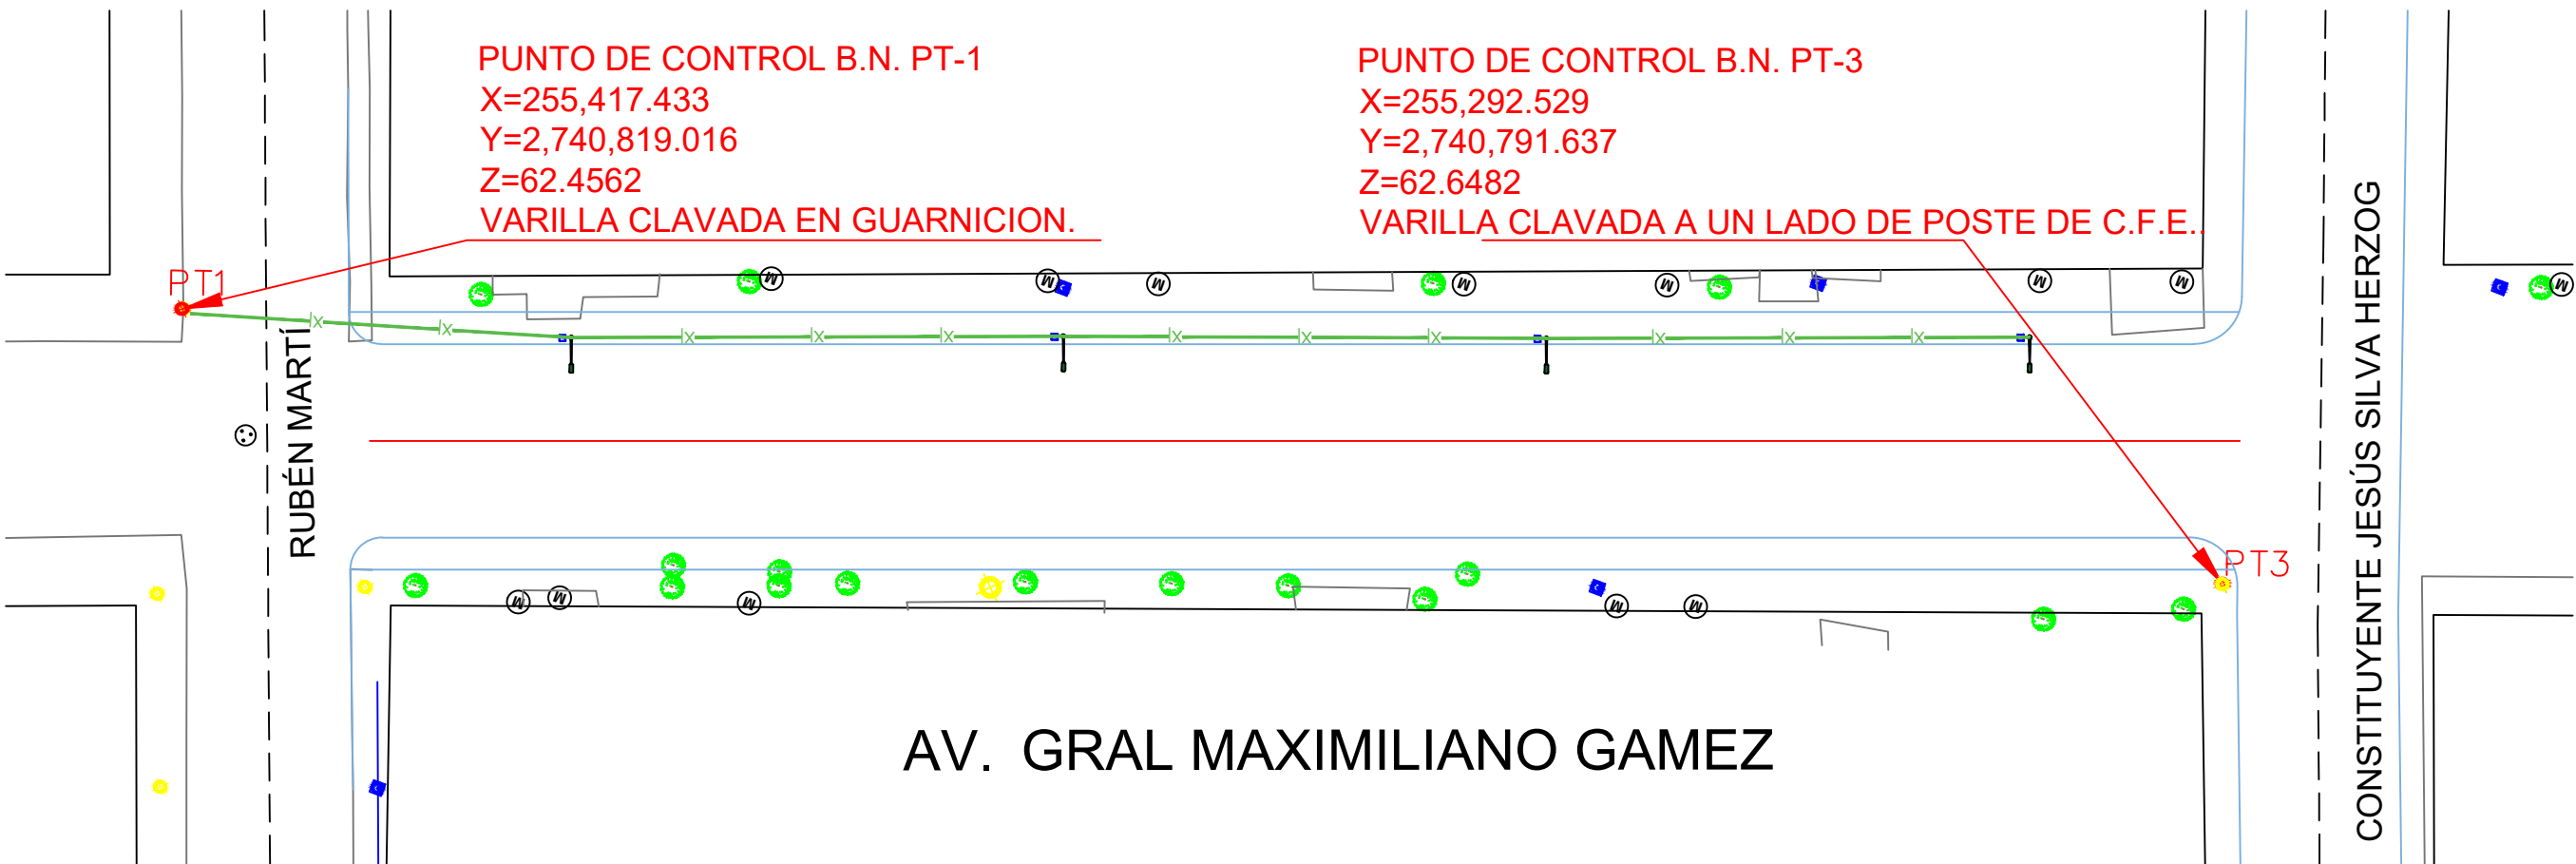 PUNTO DE CONTROL B.N. PT-1
X=255,417.433
Y=2,740,819.016
Z=62.4562
VARILLA CLAVADA EN GUARNICION.
PUNTO DE CONTROL B.N. PT-3
X=255,292.529
Y=2,740,791.637
Z=62.6482
VARILLA CLAVADA A UN LADO DE POSTE DE C.F.E..
PT1
M
M
M
M
M
M
M
M
X
X
X
X
X
X
X
X
X
X
X
RUBÉN MARTÍ
CONSTITUYENTE JESÚS SILVA HERZOG
PT3
M
M
M
M
M
AV. GRAL MAXIMILIANO GAMEZ